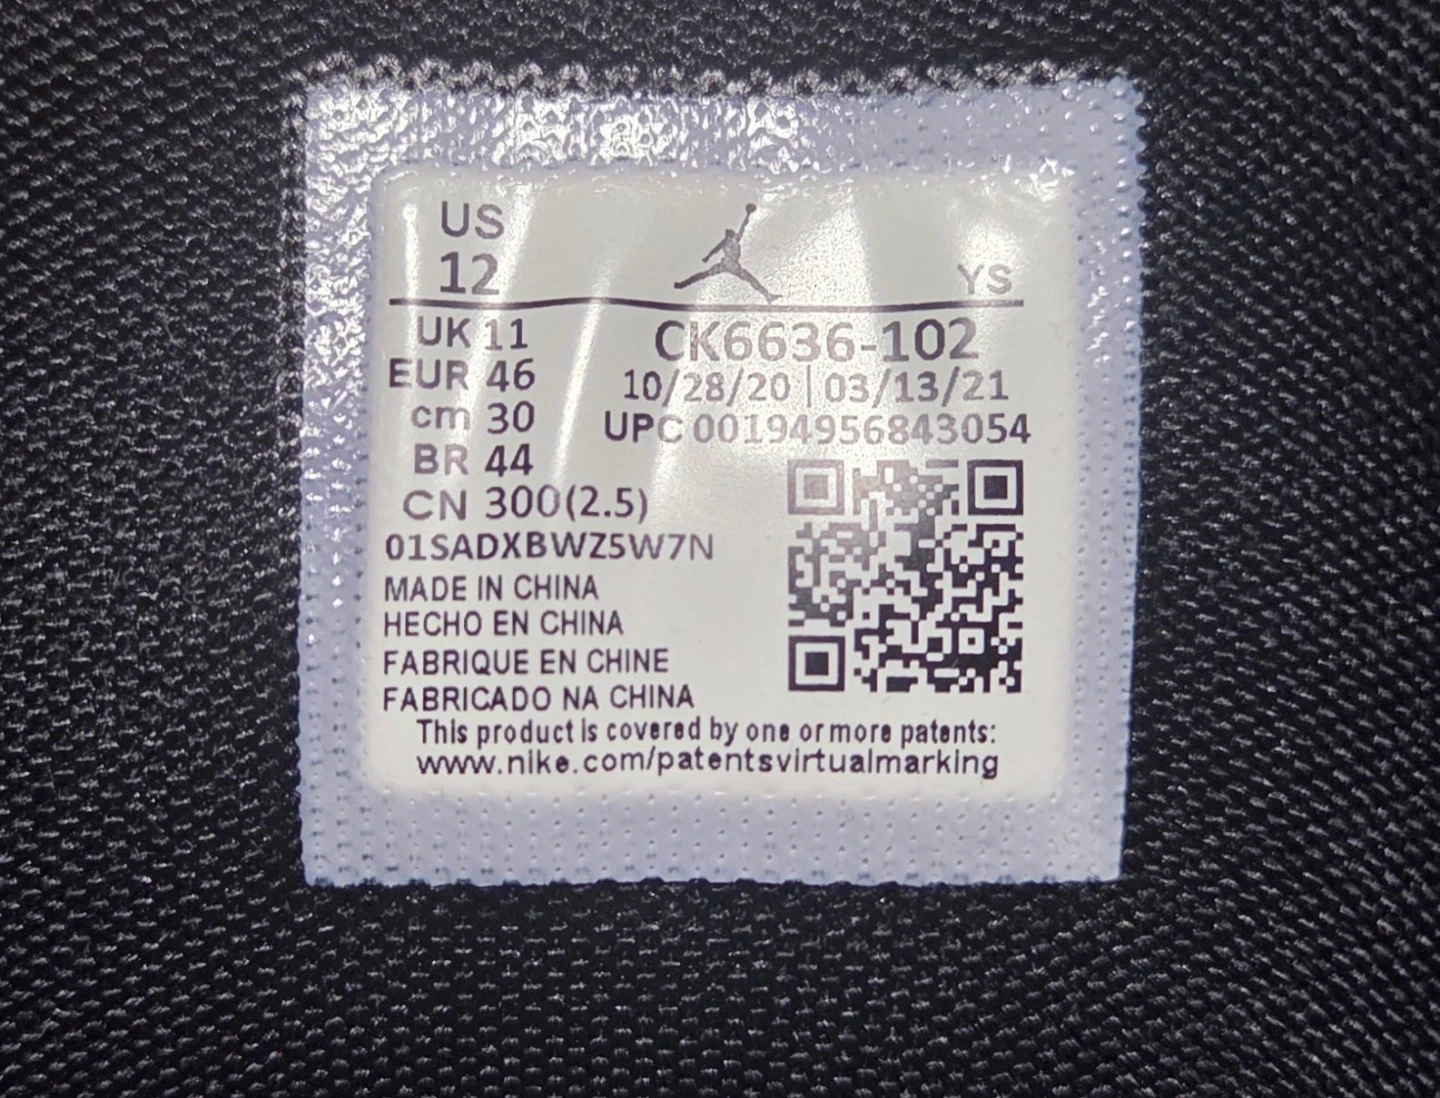 US
12
YS
UK 11
EUR 46
cm 30
BR 44
CN 300(2.5)
CK6636-102
10/28/20 | 03/13/21
UPC 00194956843054
01SADXBWZ5W7N
MADE IN CHINA
HECHO EN CHINA
FABRIQUE EN CHINE
FABRICADO NA CHINA
This product is covered by one or more patents:
www.nike.com/patentsvirtualmarking